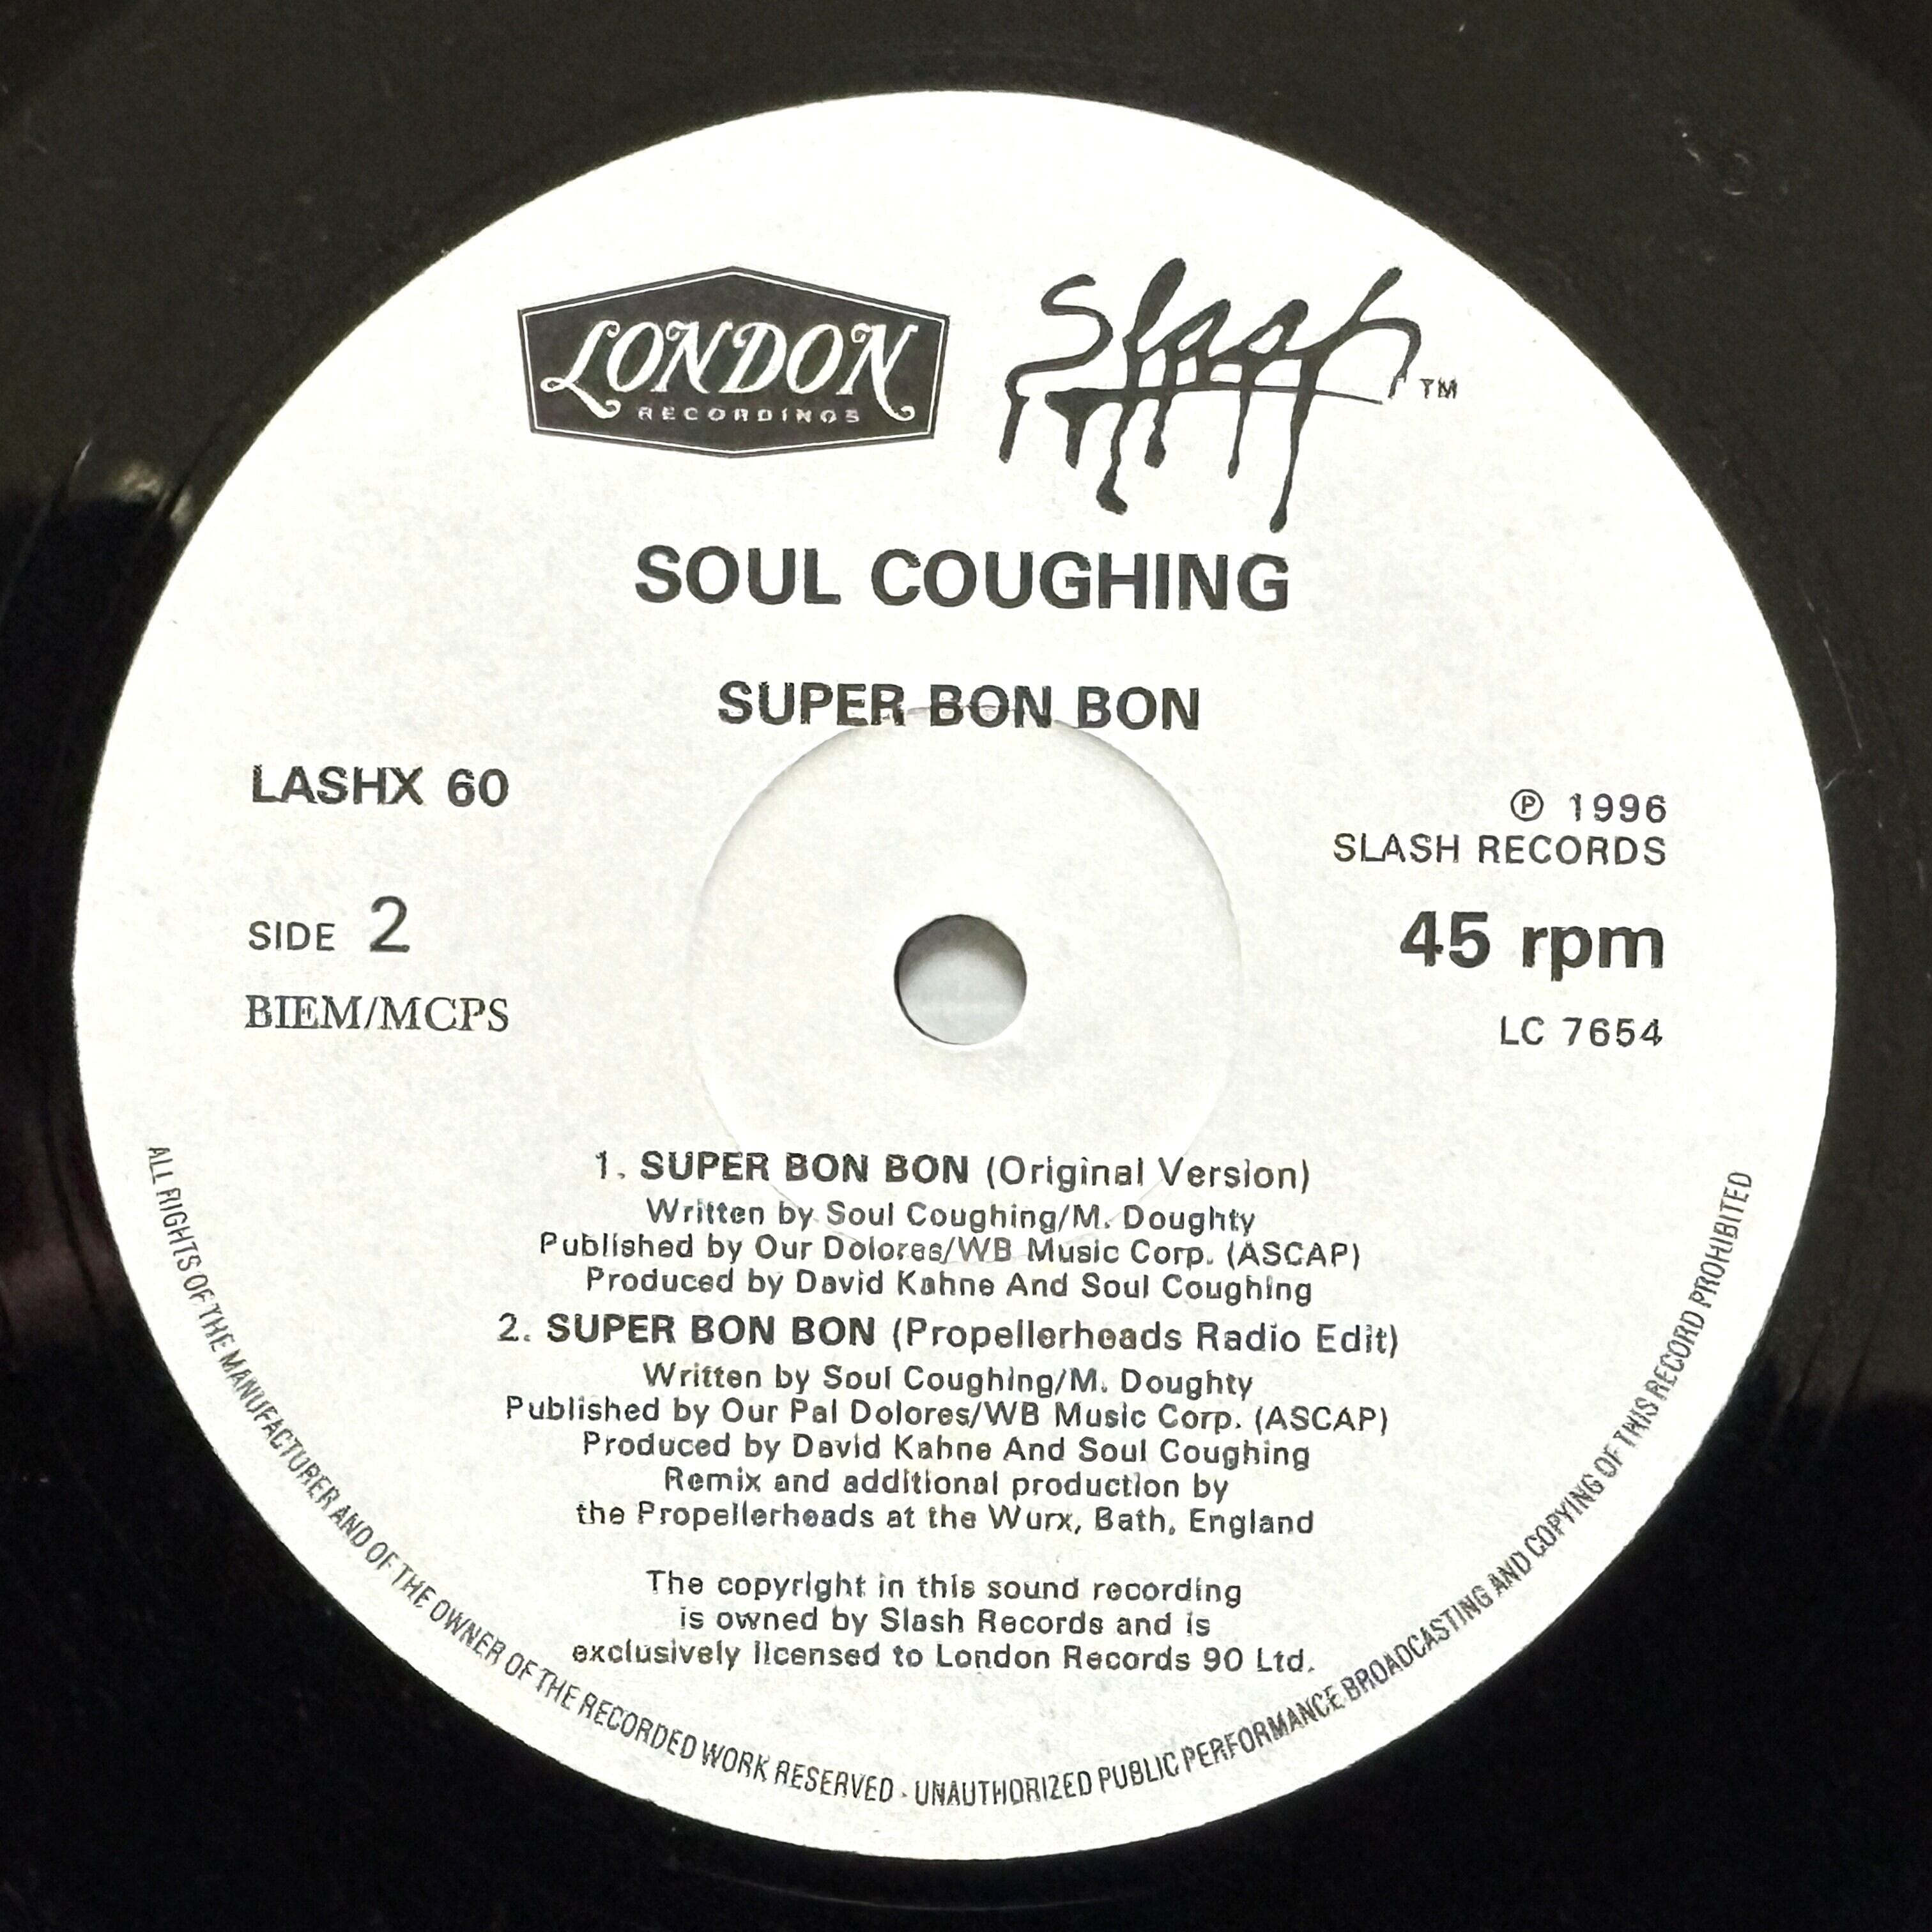 LONDON
RECORDINGS
Slash TM
SOUL COUGHING
SUPER BON BON
LASHX 60
SIDE 2
BIEM/MCPS
℗ 1996
SLASH RECORDS
45 rpm
LC 7654
1. SUPER BON BON (Original Version)
Written by Soul Coughing/M. Doughty
Published by Our Dolores/WB Music Corp. (ASCAP)
Produced by David Kahne And Soul Coughing
2. SUPER BON BON (Propellerheads Radio Edit)
Written by Soul Coughing/M. Doughty
Published by Our Pal Dolores/WB Music Corp. (ASCAP)
Produced by David Kahne And Soul Coughing
Remix and additional production by
the Propellerheads at the Wurx, Bath, England
The copyright in this sound recording
is owned by Slash Records and is
exclusively licensed to London Records 90 Ltd.
ALL RIGHTS OF THE MANUFACTURER AND OF THE OWNER OF THE RECORDED WORK RESERVED · UNAUTHORIZED PUBLIC PERFORMANCE BROADCASTING AND COPYING OF THIS RECORD PROHIBITED